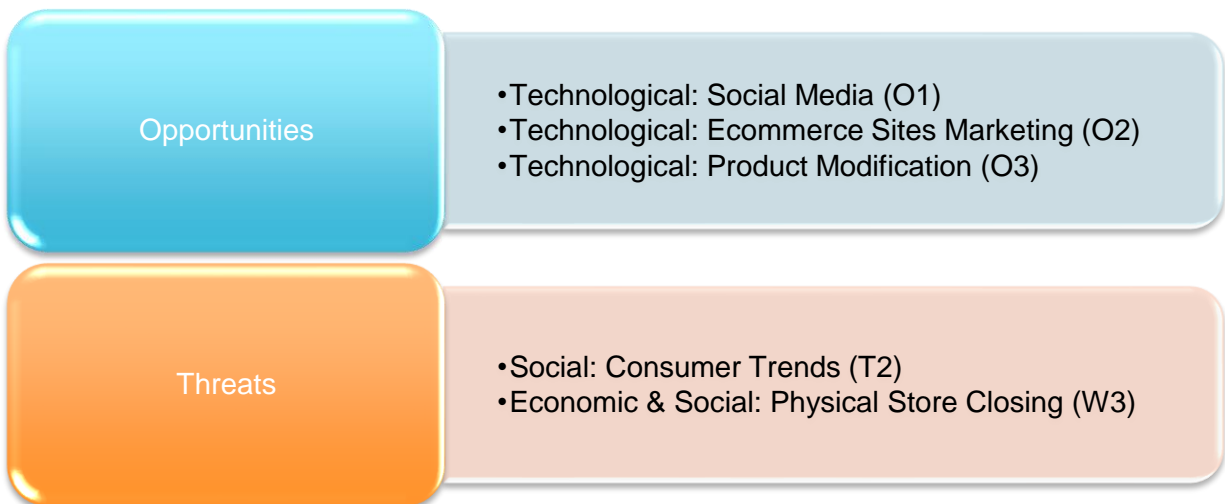 Opportunities
•Technological: Social Media (O1)
•Technological: Ecommerce Sites Marketing (O2)
•Technological: Product Modification (O3)
Threats
•Social: Consumer Trends (T2)
•Economic & Social: Physical Store Closing (W3)